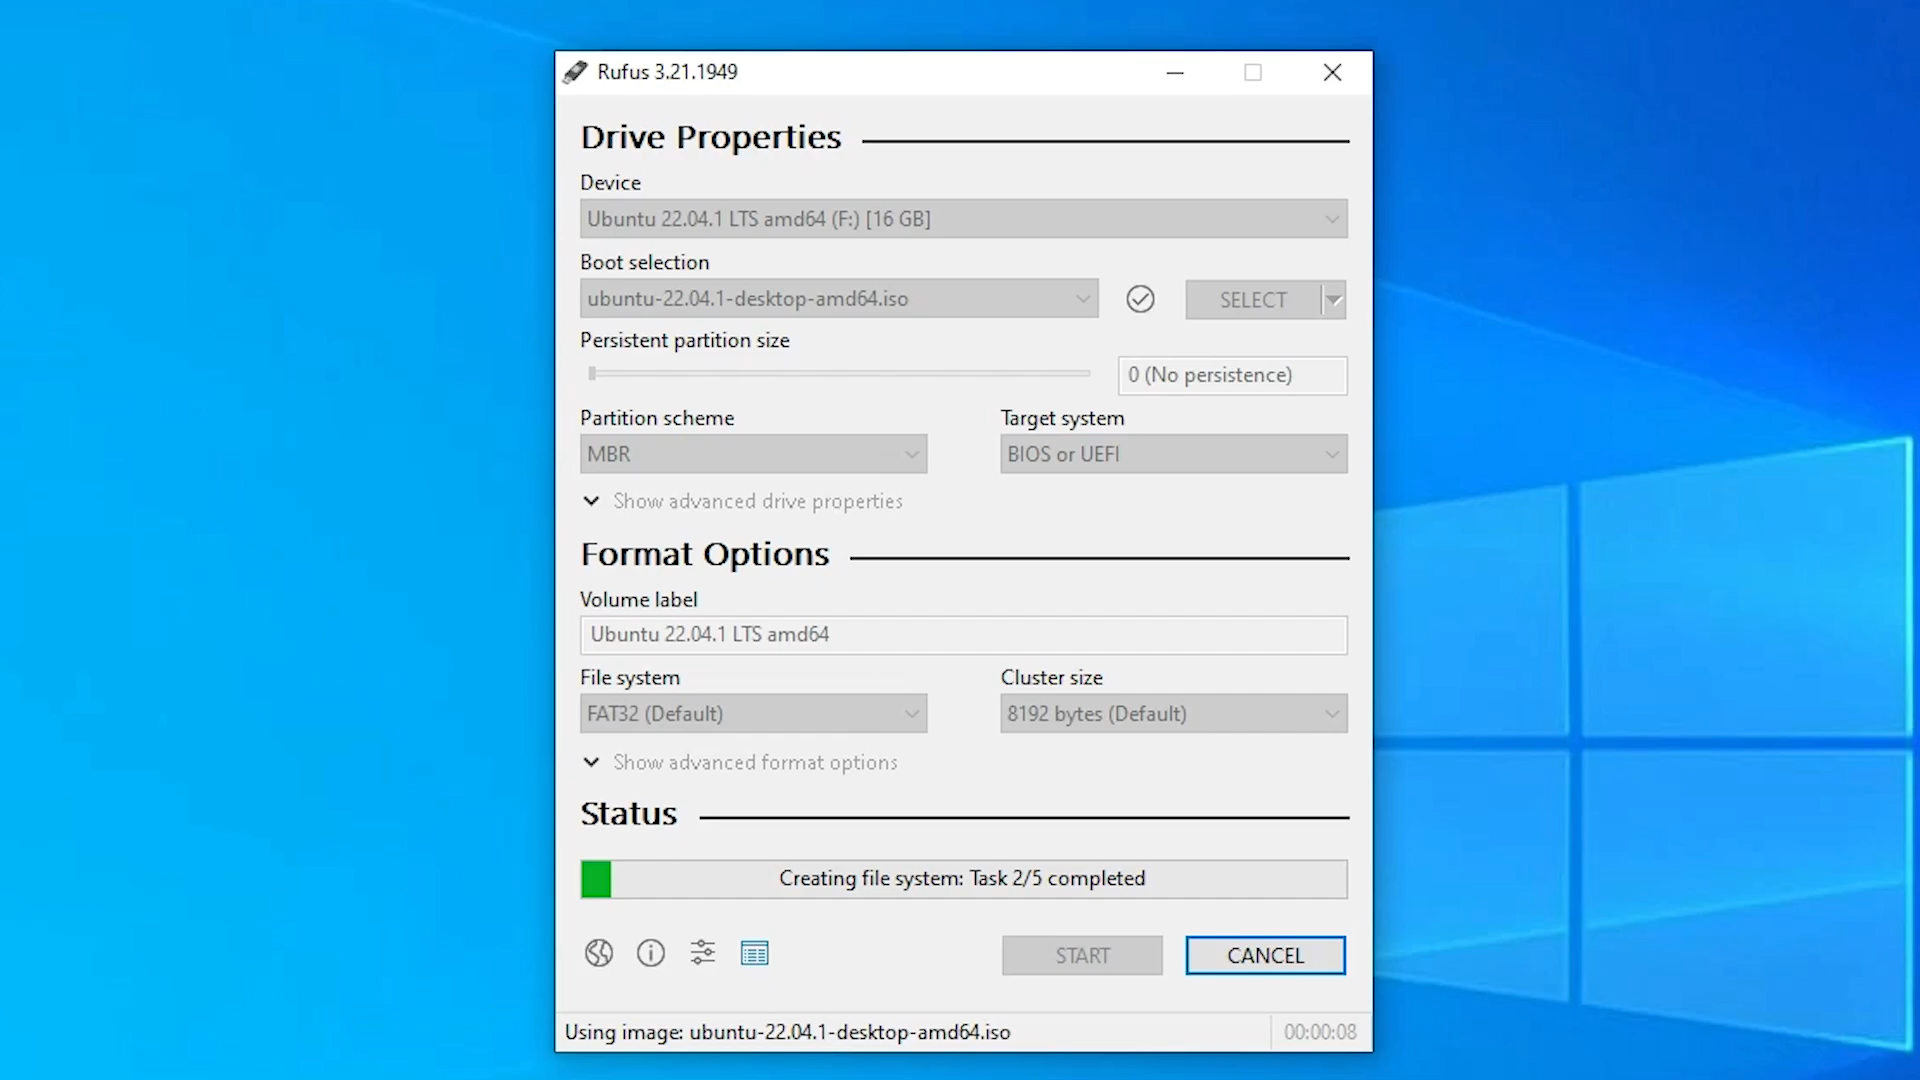 Rufus 3.21.1949
Drive Properties
Device
Ubuntu 22.04.1 LTS amd64 (F:) [16 GB]
Boot selection
ubuntu-22.04.1-desktop-amd64.iso
SELECT
Persistent partition size
0 (No persistence)
Partition scheme
Target system
MBR
BIOS or UEFI
Show advanced drive properties
Format Options
Volume label
Ubuntu 22.04.1 LTS amd64
File system
Cluster size
FAT32 (Default)
8192 bytes (Default)
Show advanced format options
Status
Creating file system: Task 2/5 completed
START
CANCEL
Using image: ubuntu-22.04.1-desktop-amd64.iso
00:00:08